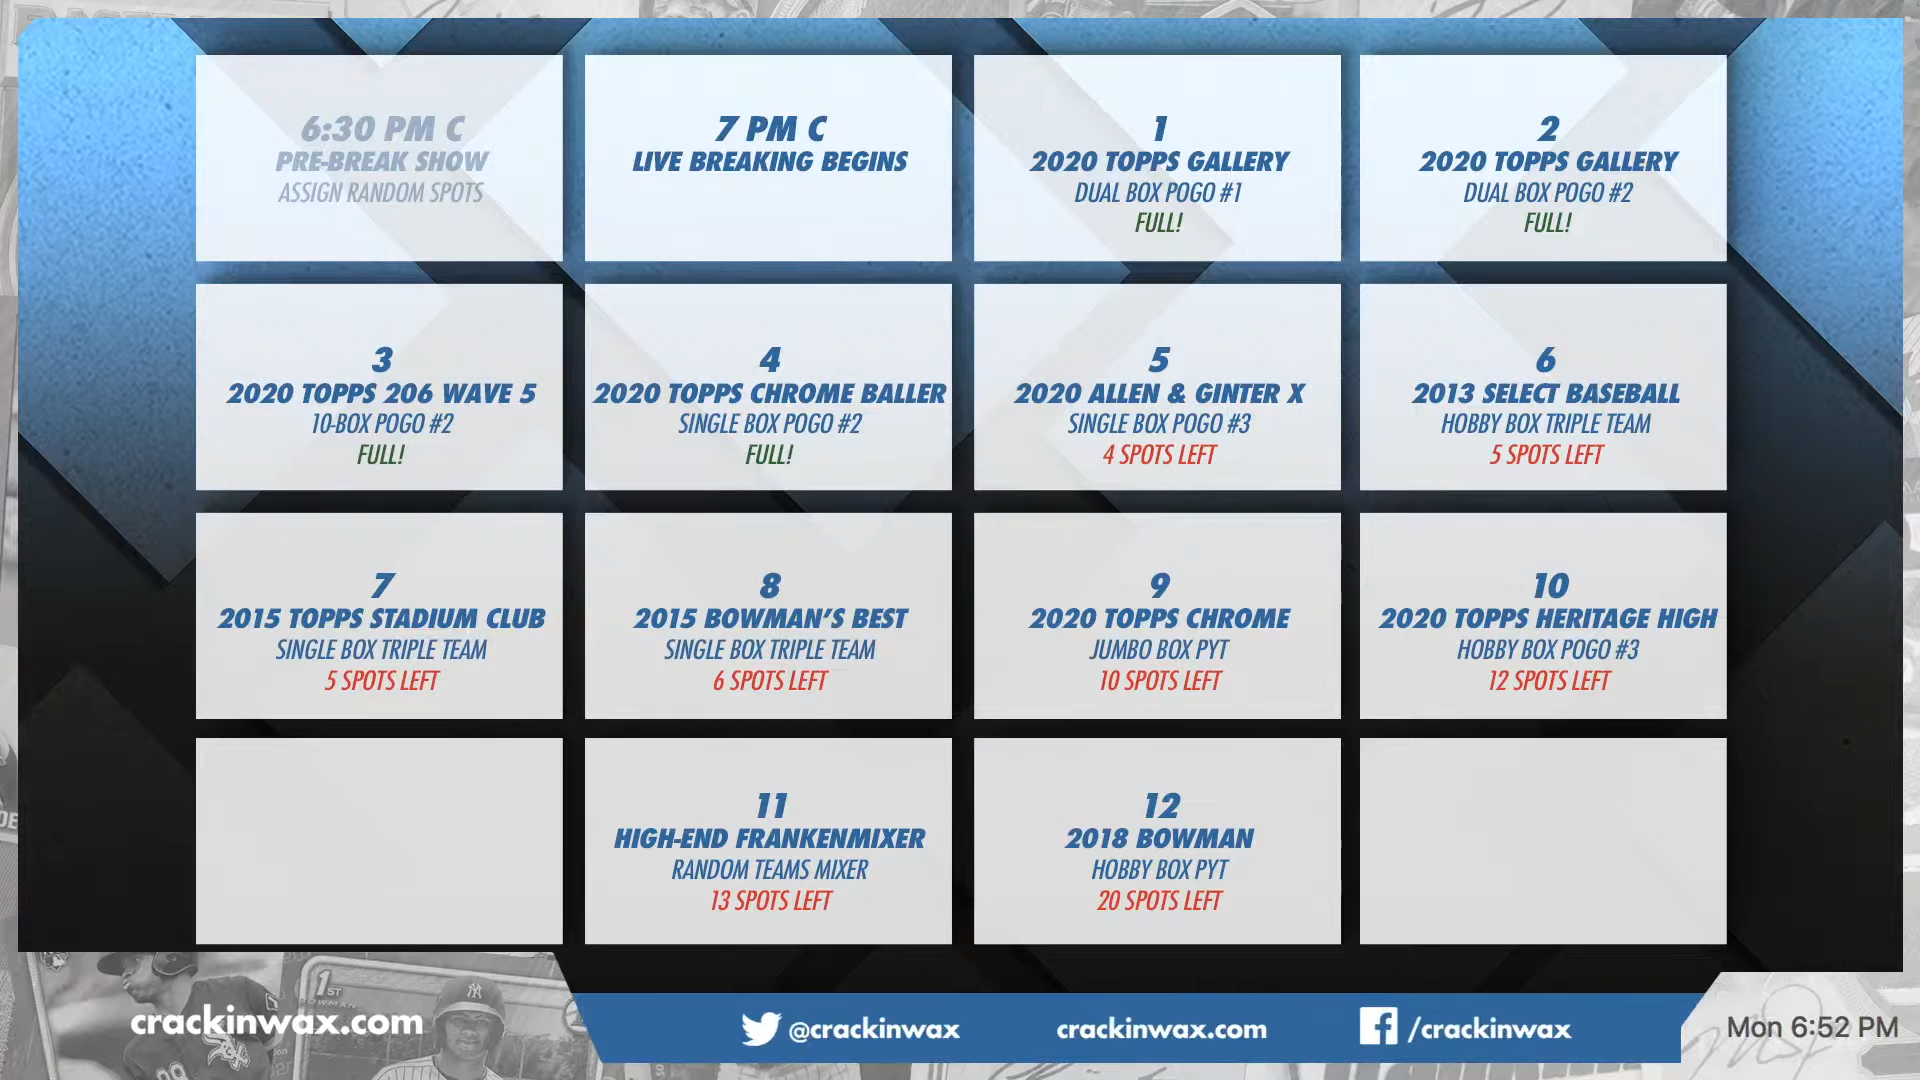 6:30 PM C
PRE-BREAK SHOW
ASSIGN RANDOM SPOTS
7 PM C
LIVE BREAKING BEGINS
1
2020 TOPPS GALLERY
DUAL BOX POGO #1
FULL!
2
2020 TOPPS GALLERY
DUAL BOX POGO #2
FULL!
3
2020 TOPPS 206 WAVE 5
10-BOX POGO #2
FULL!
4
2020 TOPPS CHROME BALLER
SINGLE BOX POGO #2
FULL!
5
2020 ALLEN & GINTER X
SINGLE BOX POGO #3
4 SPOTS LEFT
6
2013 SELECT BASEBALL
HOBBY BOX TRIPLE TEAM
5 SPOTS LEFT
7
2015 TOPPS STADIUM CLUB
SINGLE BOX TRIPLE TEAM
5 SPOTS LEFT
8
2015 BOWMAN'S BEST
SINGLE BOX TRIPLE TEAM
6 SPOTS LEFT
9
2020 TOPPS CHROME
JUMBO BOX PYT
10 SPOTS LEFT
10
2020 TOPPS HERITAGE HIGH
HOBBY BOX POGO #3
12 SPOTS LEFT
11
HIGH-END FRANKENMIXER
RANDOM TEAMS MIXER
13 SPOTS LEFT
12
2018 BOWMAN
HOBBY BOX PYT
20 SPOTS LEFT
1ST
BOWMAN
crackinwax.com
@crackinwax
crackinwax.com
/crackinwax
Mon 6:52 PM